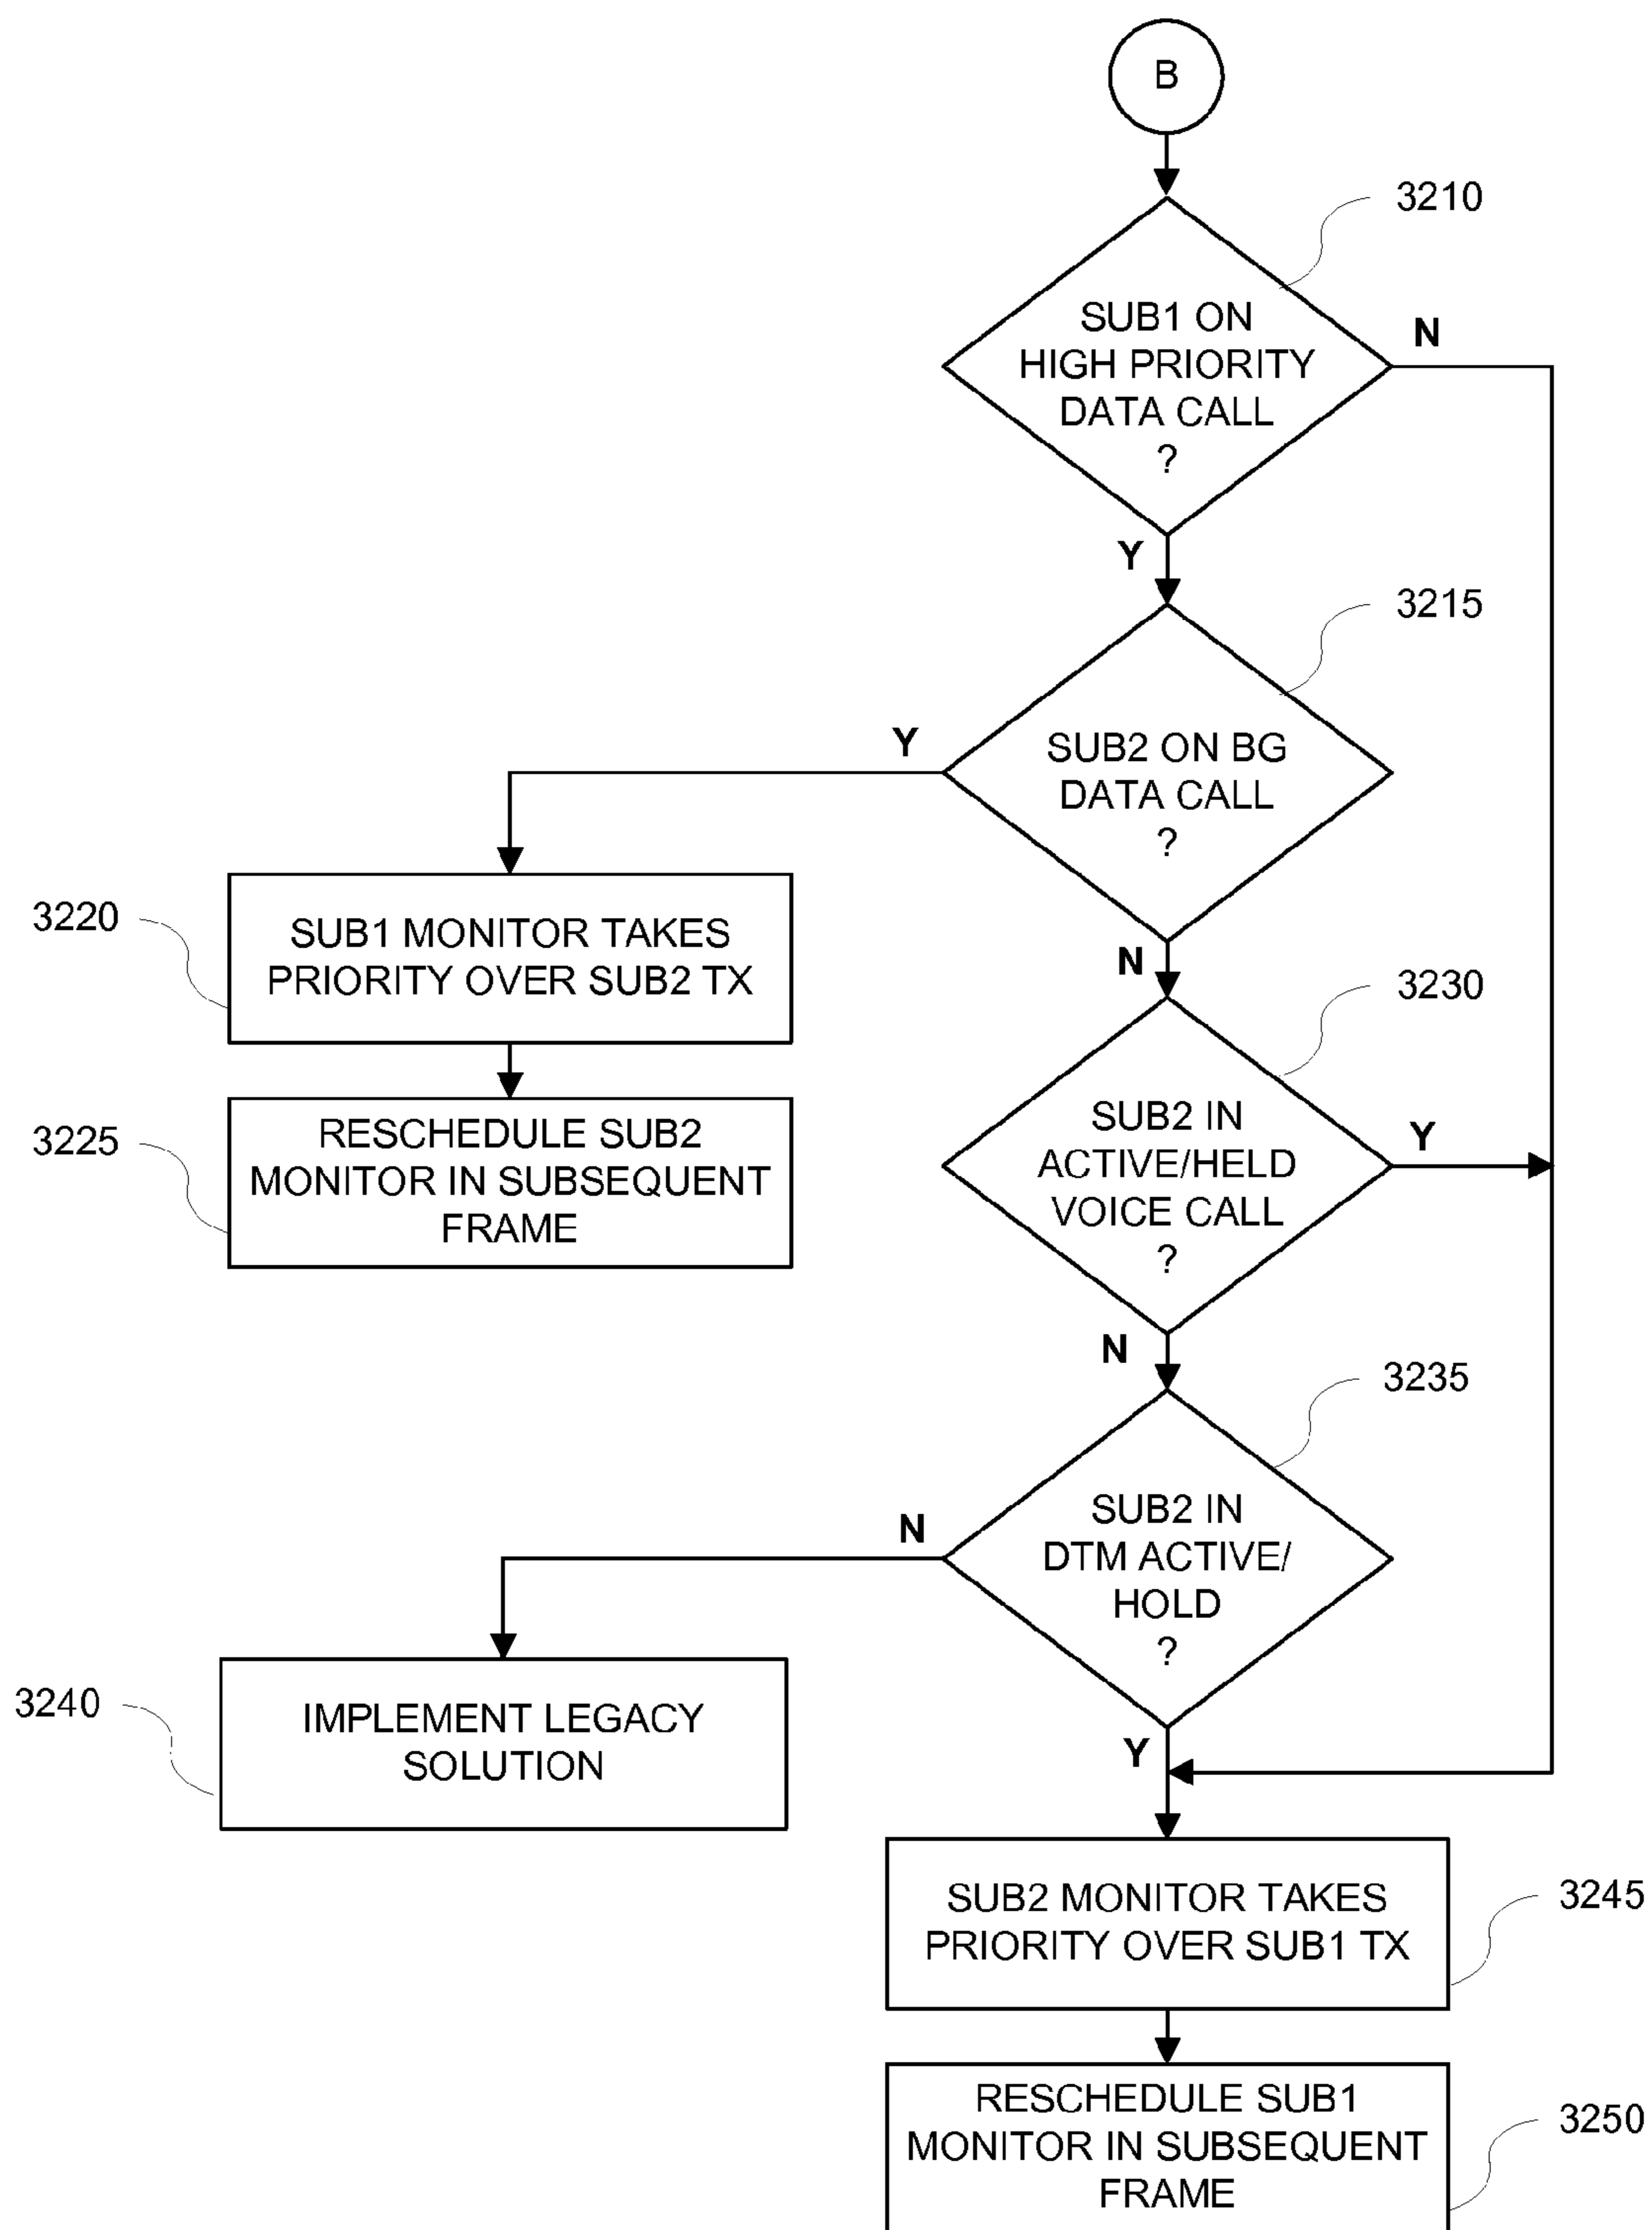 B
3210
SUB1 ON
HIGH PRIORITY
DATA CALL
?
N
Y
3215
SUB2 ON BG
DATA CALL
?
Y
N
3220
SUB1 MONITOR TAKES
PRIORITY OVER SUB2 TX
3225
RESCHEDULE SUB2
MONITOR IN SUBSEQUENT
FRAME
3230
SUB2 IN
ACTIVE/HELD
VOICE CALL
?
Y
N
3235
SUB2 IN
DTM ACTIVE/
HOLD
?
N
Y
3240
IMPLEMENT LEGACY
SOLUTION
SUB2 MONITOR TAKES
PRIORITY OVER SUB1 TX
3245
RESCHEDULE SUB1
MONITOR IN SUBSEQUENT
FRAME
3250